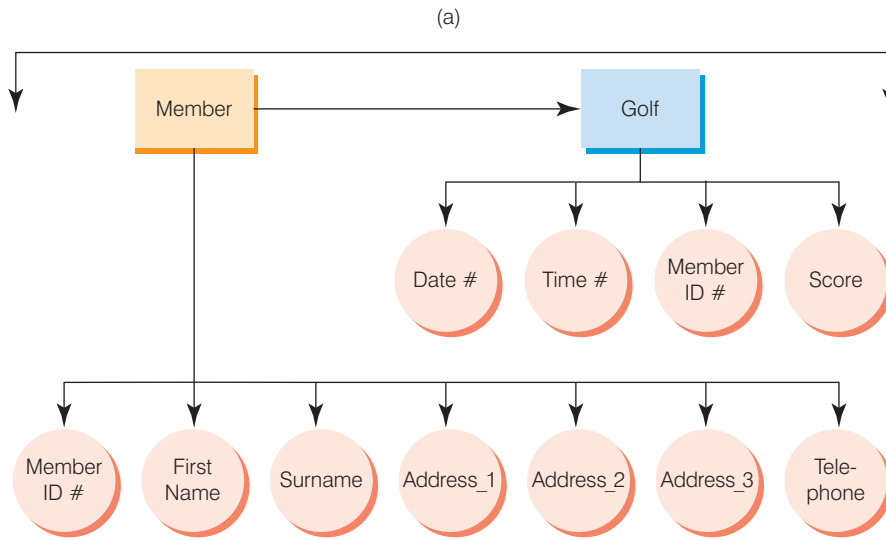 (a)
Member
Golf
Date #
Time #
Member
ID #
Score
Member
ID #
First
Name
Surname
Address_1
Address_2
Address_3
Tele-
phone